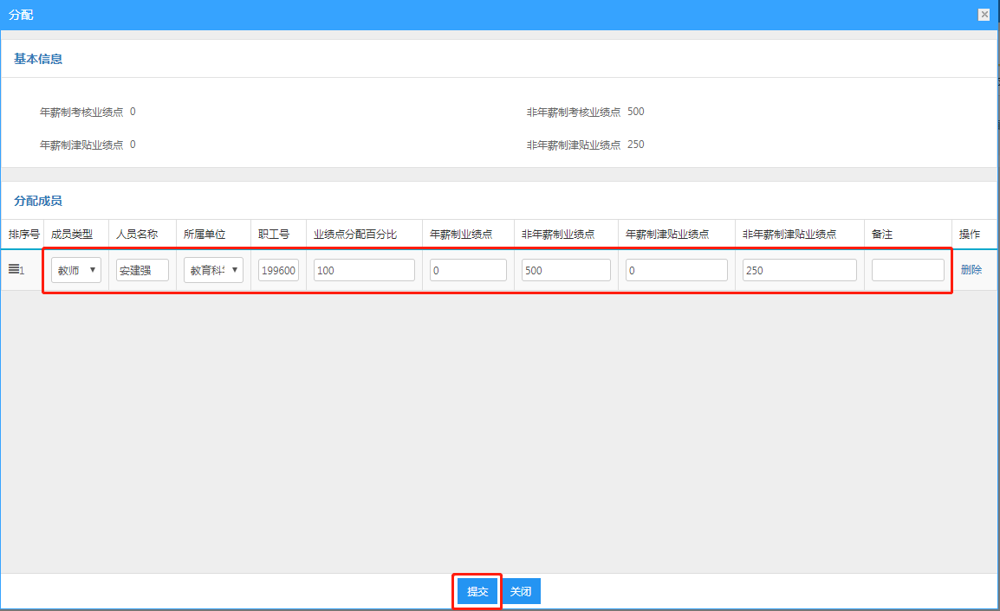 分配
基本信息
年薪制考核业绩点 0 非年薪制考核业绩点 500
年薪制津贴业绩点 0 非年薪制津贴业绩点 250
分配成员
排序号 成员类型 人员名称 所属单位 职工号 业绩点分配百分比 年薪制业绩点 非年薪制业绩点 年薪制津贴业绩点 非年薪制津贴业绩点 备注 操作
1 教师 安建强 教育科 199600 100 0 500 0 250 删除
提交 关闭